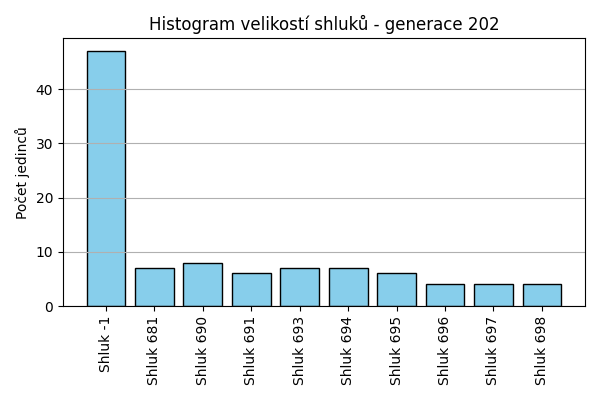 Histogram velikostí shluků - generace 202
Počet jedinců
40
30
20
10
0
Shluk -1
Shluk 681
Shluk 690
Shluk 691
Shluk 693
Shluk 694
Shluk 695
Shluk 696
Shluk 697
Shluk 698